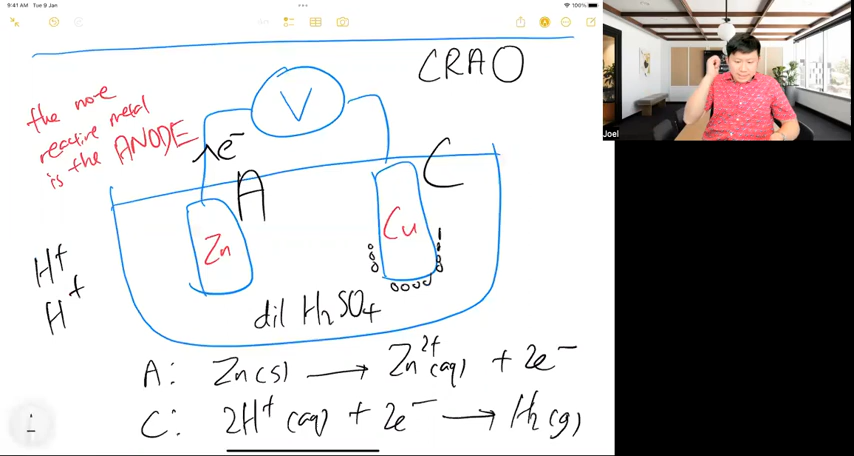 9:41 AM Tue 9 Jan
100%
CRAO
the more
reactive metal
is the ANODE
V
e⁻
A
C
Zn
Cu
H⁺
H⁺
dil H₂SO₄
A: Zn(s) → Zn²⁺(aq) + 2e⁻
C: 2H⁺(aq) + 2e⁻ → H₂(g)
Joel